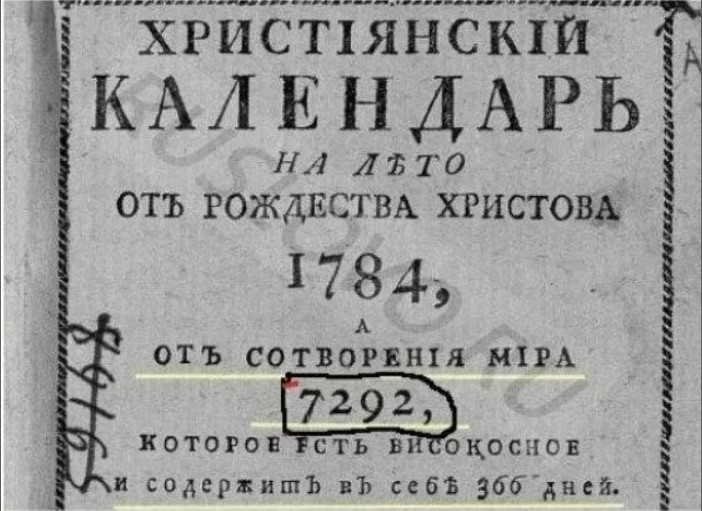 ХРИСТІЯНСКІЙ
КАЛЕНДАРЬ
НА ЛѢТО
ОТЪ РОЖДЕСТВА ХРИСТОВА
1784,
А
ОТЪ СОТВОРЕНІЯ МІРА
7292,
КОТОРОЕ ЕСТЬ ВИСОКОСНОЕ
и содержитъ въ себѣ 366 дней.